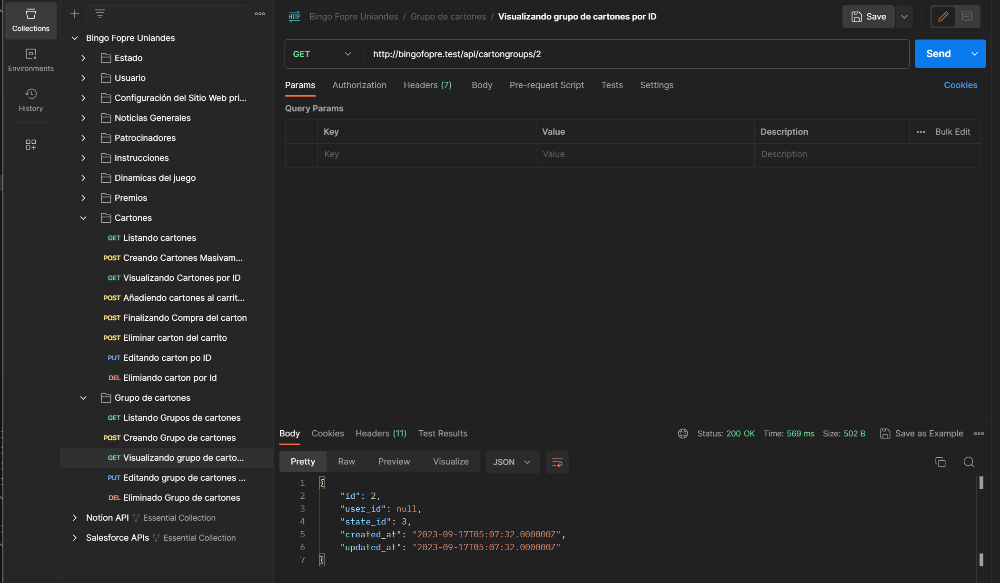 Collections
Environments
History
Bingo Fopre Uniandes
Estado
Usuario
Configuración del Sitio Web pri...
Noticias Generales
Patrocinadores
Instrucciones
Dinamicas del juego
Premios
Cartones
GET Listando cartones
POST Creando Cartones Masivam...
GET Visualizando Cartones por ID
POST Añadiendo cartones al carrit...
POST Finalizando Compra del carton
POST Eliminar carton del carrito
PUT Editando carton po ID
DEL Elimiando carton por Id
Grupo de cartones
GET Listando Grupos de cartones
POST Creando Grupo de cartones
GET Visualizando grupo de carto...
PUT Editando grupo de cartones ...
DEL Eliminado Grupo de cartones
Notion API Essential Collection
Salesforce APIs Essential Collection
HTTP Bingo Fopre Uniandes / Grupo de cartones / Visualizando grupo de cartones por ID
Save
GET http://bingofopre.test/api/cartongroups/2
Send
Params Authorization Headers (7) Body Pre-request Script Tests Settings Cookies
Query Params
Key Value Description Bulk Edit
Key Value Description
Body Cookies Headers (11) Test Results Status: 200 OK Time: 569 ms Size: 502 B Save as Example
Pretty Raw Preview Visualize JSON
1 {
2 "id": 2,
3 "user_id": null,
4 "state_id": 3,
5 "created_at": "2023-09-17T05:07:32.000000Z",
6 "updated_at": "2023-09-17T05:07:32.000000Z"
7 }